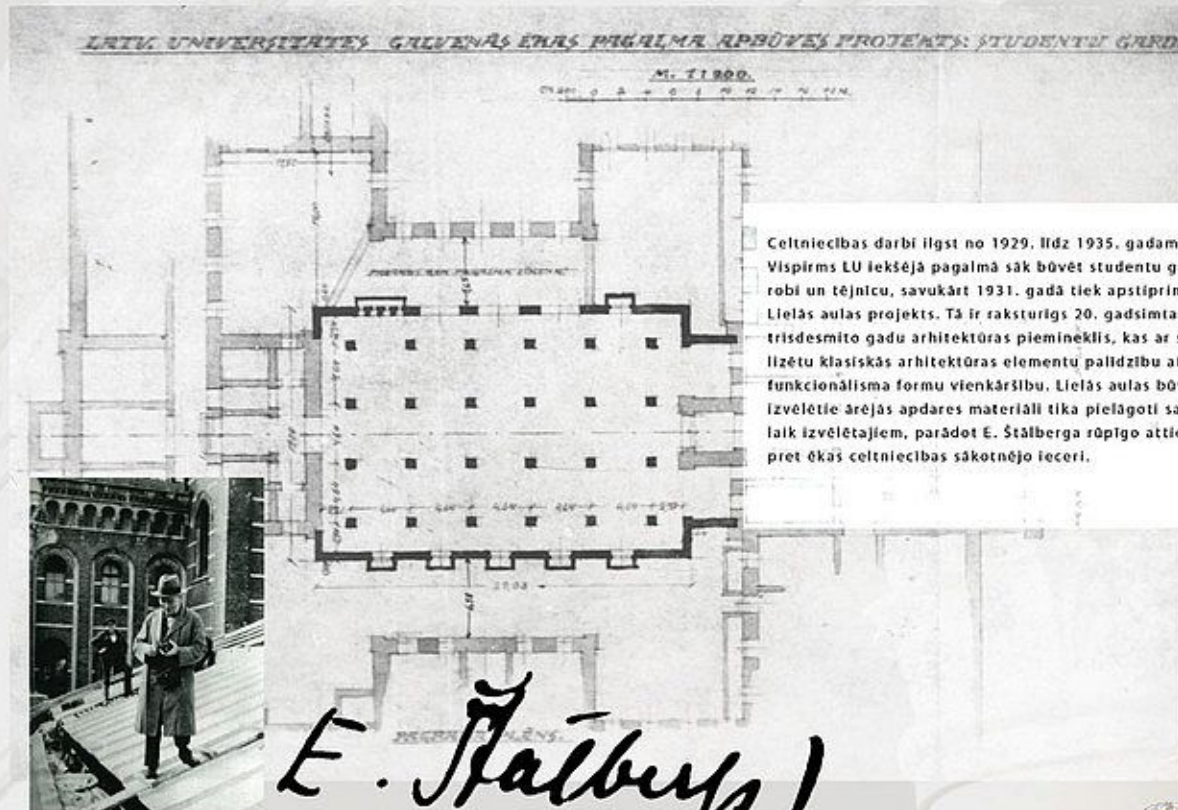 LATV. UNIVERSITATES GALVENĀS ĒKAS PAGALMA APBŪVES PROJEKTS: STUDENTU GARD
M. 1:200.
Celtniecības darbi ilgst no 1929. līdz 1935. gadam
Vispirms LU iekšējā pagalmā sāk būvēt studentu g
robi un tējnīcu, savukārt 1931. gadā tiek apstiprin
Lielās aulas projekts. Tā ir raksturīgs 20. gadsimta
trīsdesmito gadu arhitektūras piemineklis, kas ar s
lizētu klasiskās arhitektūras elementu palīdzību a
funkcionālisma formu vienkāršību. Lielās aulas bū
izvēlētie ārējās apdares materiāli tika pielāgoti sa
laik izvēlētajiem, parādot E. Štālberga rūpīgo attie
pret ēkas celtniecības sākotnējo ieceri.
E. Štālbergs